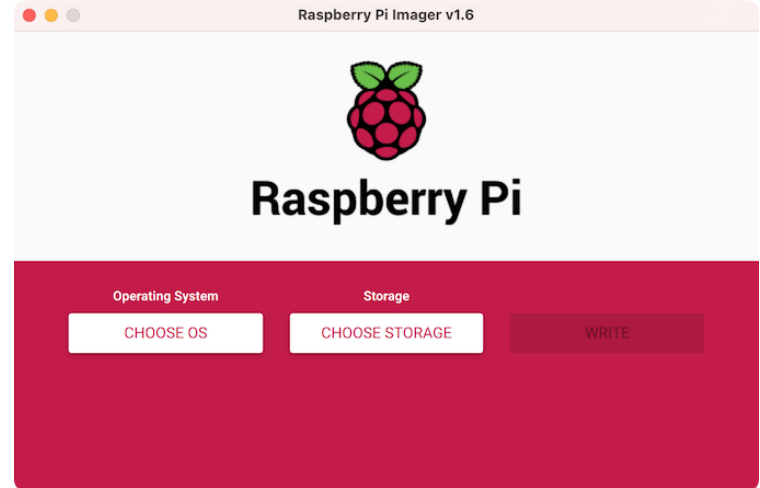 Raspberry Pi Imager v1.6
Raspberry Pi
Operating System
Storage
CHOOSE OS
CHOOSE STORAGE
WRITE